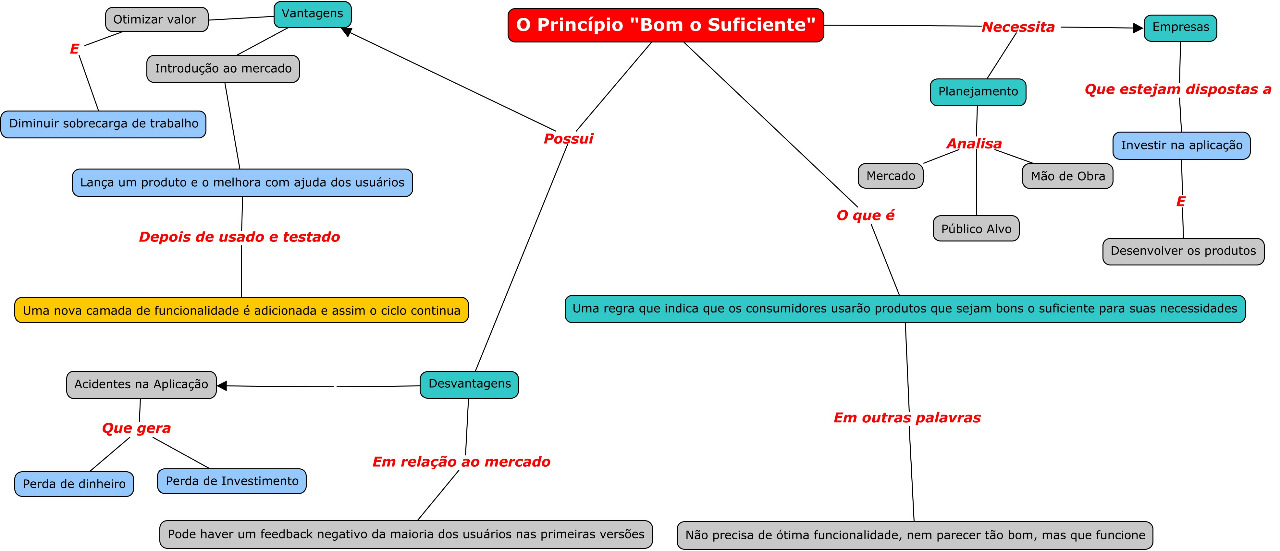 O Princípio "Bom o Suficiente"
Necessita
Empresas
Que estejam dispostas a
Investir na aplicação
E
Desenvolver os produtos
Planejamento
Analisa
Mercado
Mão de Obra
Público Alvo
Possui
Vantagens
Otimizar valor
E
Diminuir sobrecarga de trabalho
Introdução ao mercado
Lança um produto e o melhora com ajuda dos usuários
Depois de usado e testado
Uma nova camada de funcionalidade é adicionada e assim o ciclo continua
O que é
Uma regra que indica que os consumidores usarão produtos que sejam bons o suficiente para suas necessidades
Em outras palavras
Não precisa de ótima funcionalidade, nem parecer tão bom, mas que funcione
Desvantagens
Acidentes na Aplicação
Que gera
Perda de dinheiro
Perda de Investimento
Em relação ao mercado
Pode haver um feedback negativo da maioria dos usuários nas primeiras versões